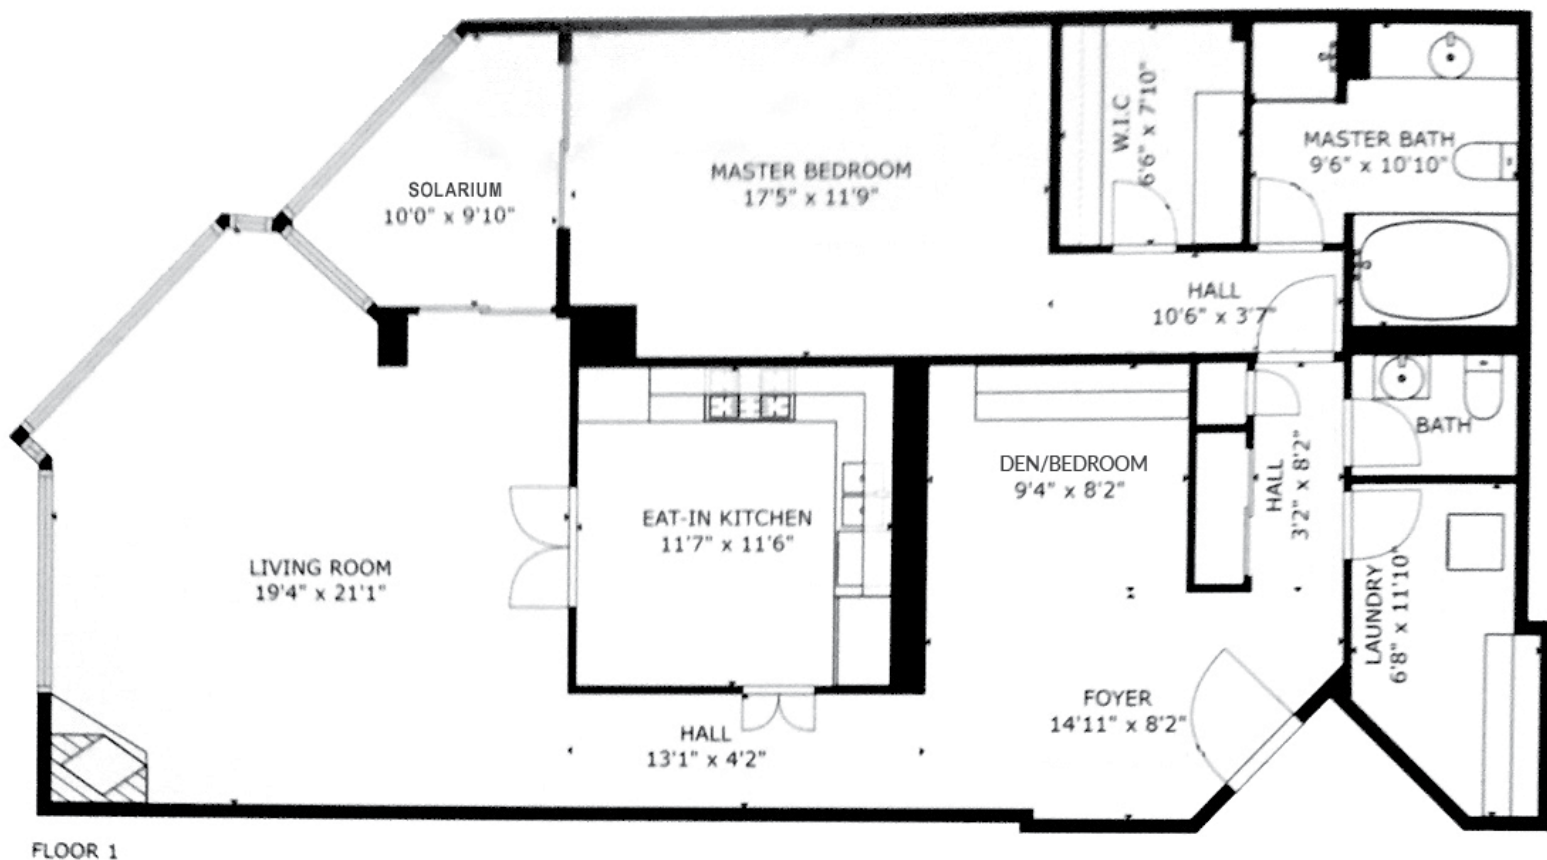 SOLARIUM
10'0" x 9'10"
MASTER BEDROOM
17'5" x 11'9"
W.I.C
6'6" x 7'10"
MASTER BATH
9'6" x 10'10"
HALL
10'6" x 3'7"
BATH
DEN/BEDROOM
9'4" x 8'2"
HALL
3'2" x 8'2"
EAT-IN KITCHEN
11'7" x 11'6"
LIVING ROOM
19'4" x 21'1"
LAUNDRY
6'8" x 11'10"
FOYER
14'11" x 8'2"
HALL
13'1" x 4'2"
FLOOR 1